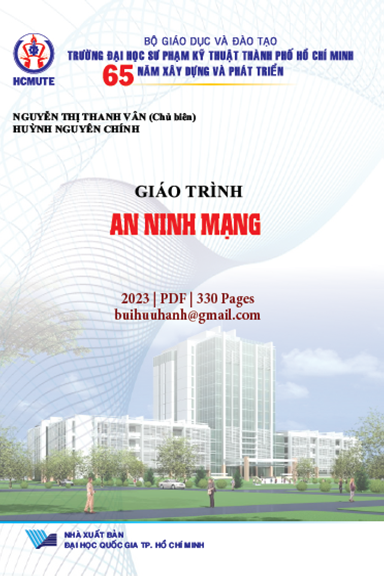 BỘ GIÁO DỤC VÀ ĐÀO TẠO
TRƯỜNG ĐẠI HỌC SƯ PHẠM KỸ THUẬT THÀNH PHỐ HỒ CHÍ MINH
65 NĂM XÂY DỰNG VÀ PHÁT TRIỂN
HCMUTE
NGUYỄN THỊ THANH VÂN (Chủ biên)
HUỲNH NGUYÊN CHÍNH
GIÁO TRÌNH
AN NINH MẠNG
2023 | PDF | 330 Pages
buihuuhanh@gmail.com
NHÀ XUẤT BẢN
ĐẠI HỌC QUỐC GIA TP. HỒ CHÍ MINH